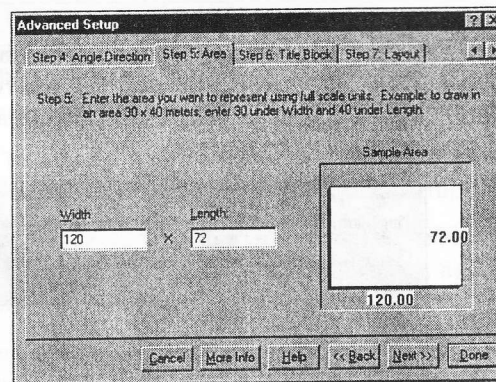 Advanced Setup
Step 4: Angle Direction Step 5: Area Step 6: Title Block Step 7: Layout
Step 5: Enter the area you want to represent using full scale units. Example: to draw in
an area 30 x 40 meters, enter 30 under Width and 40 under Length.
Sample Area
Width Length:
120 X 72
72.00
120.00
Cancel More Info Help << Back Next >> Done